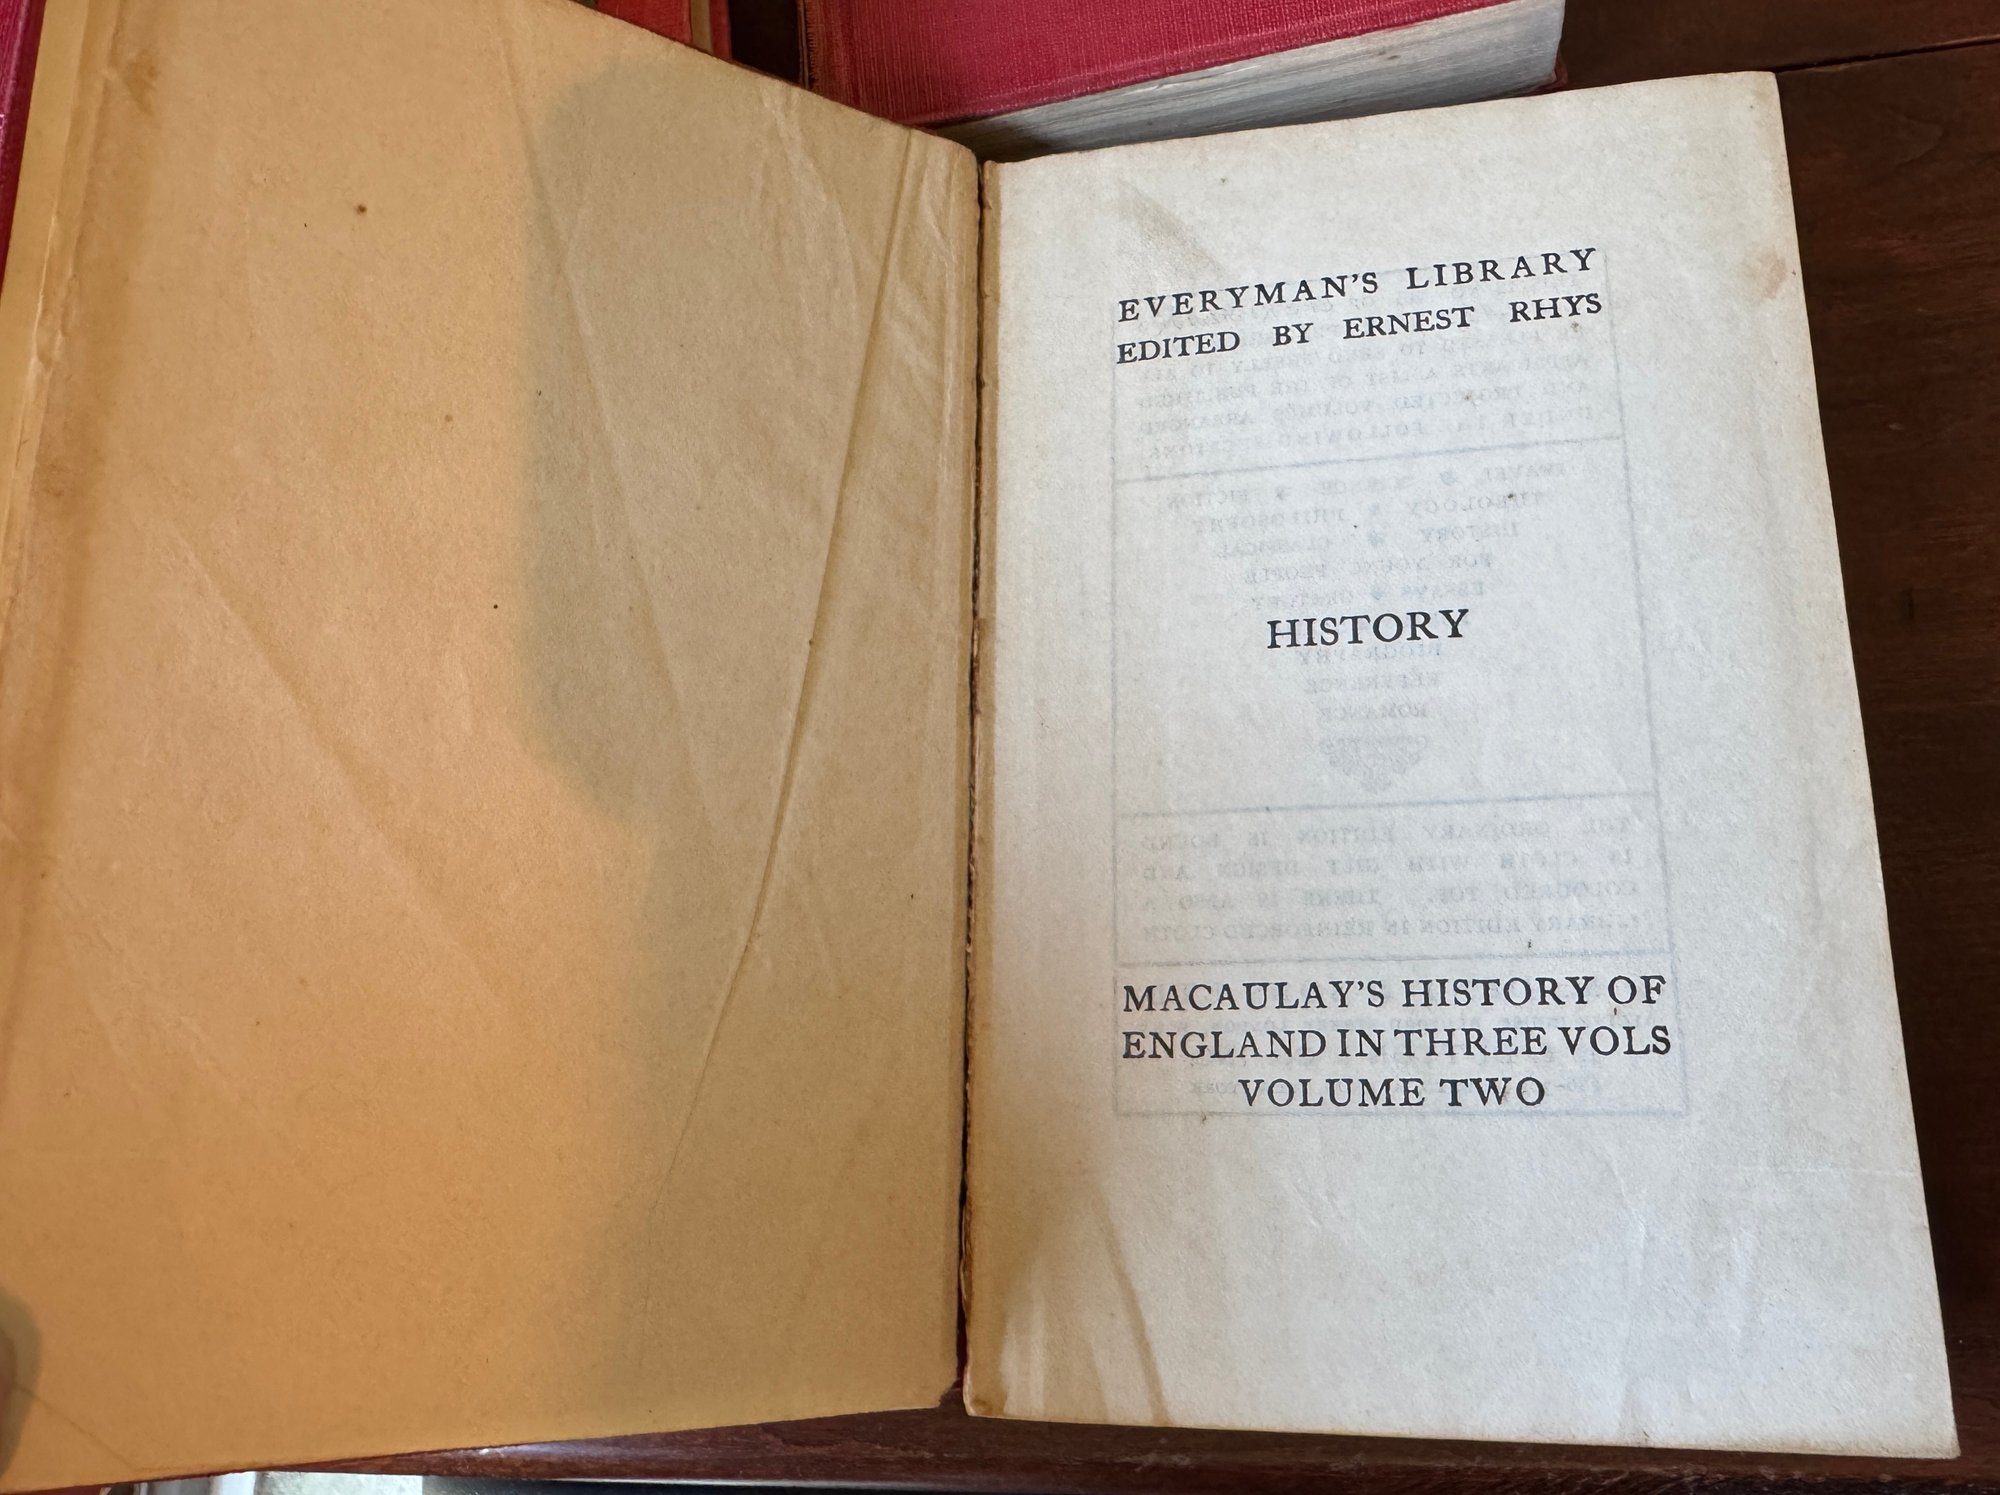 EVERYMAN'S LIBRARY
EDITED BY ERNEST RHYS
HISTORY
MACAULAY'S HISTORY OF
ENGLAND IN THREE VOLS
VOLUME TWO